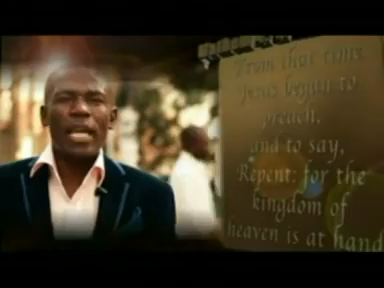 From that time
Jesus began to
preach,
and to say,
Repent: for the
kingdom of
heaven is at hand